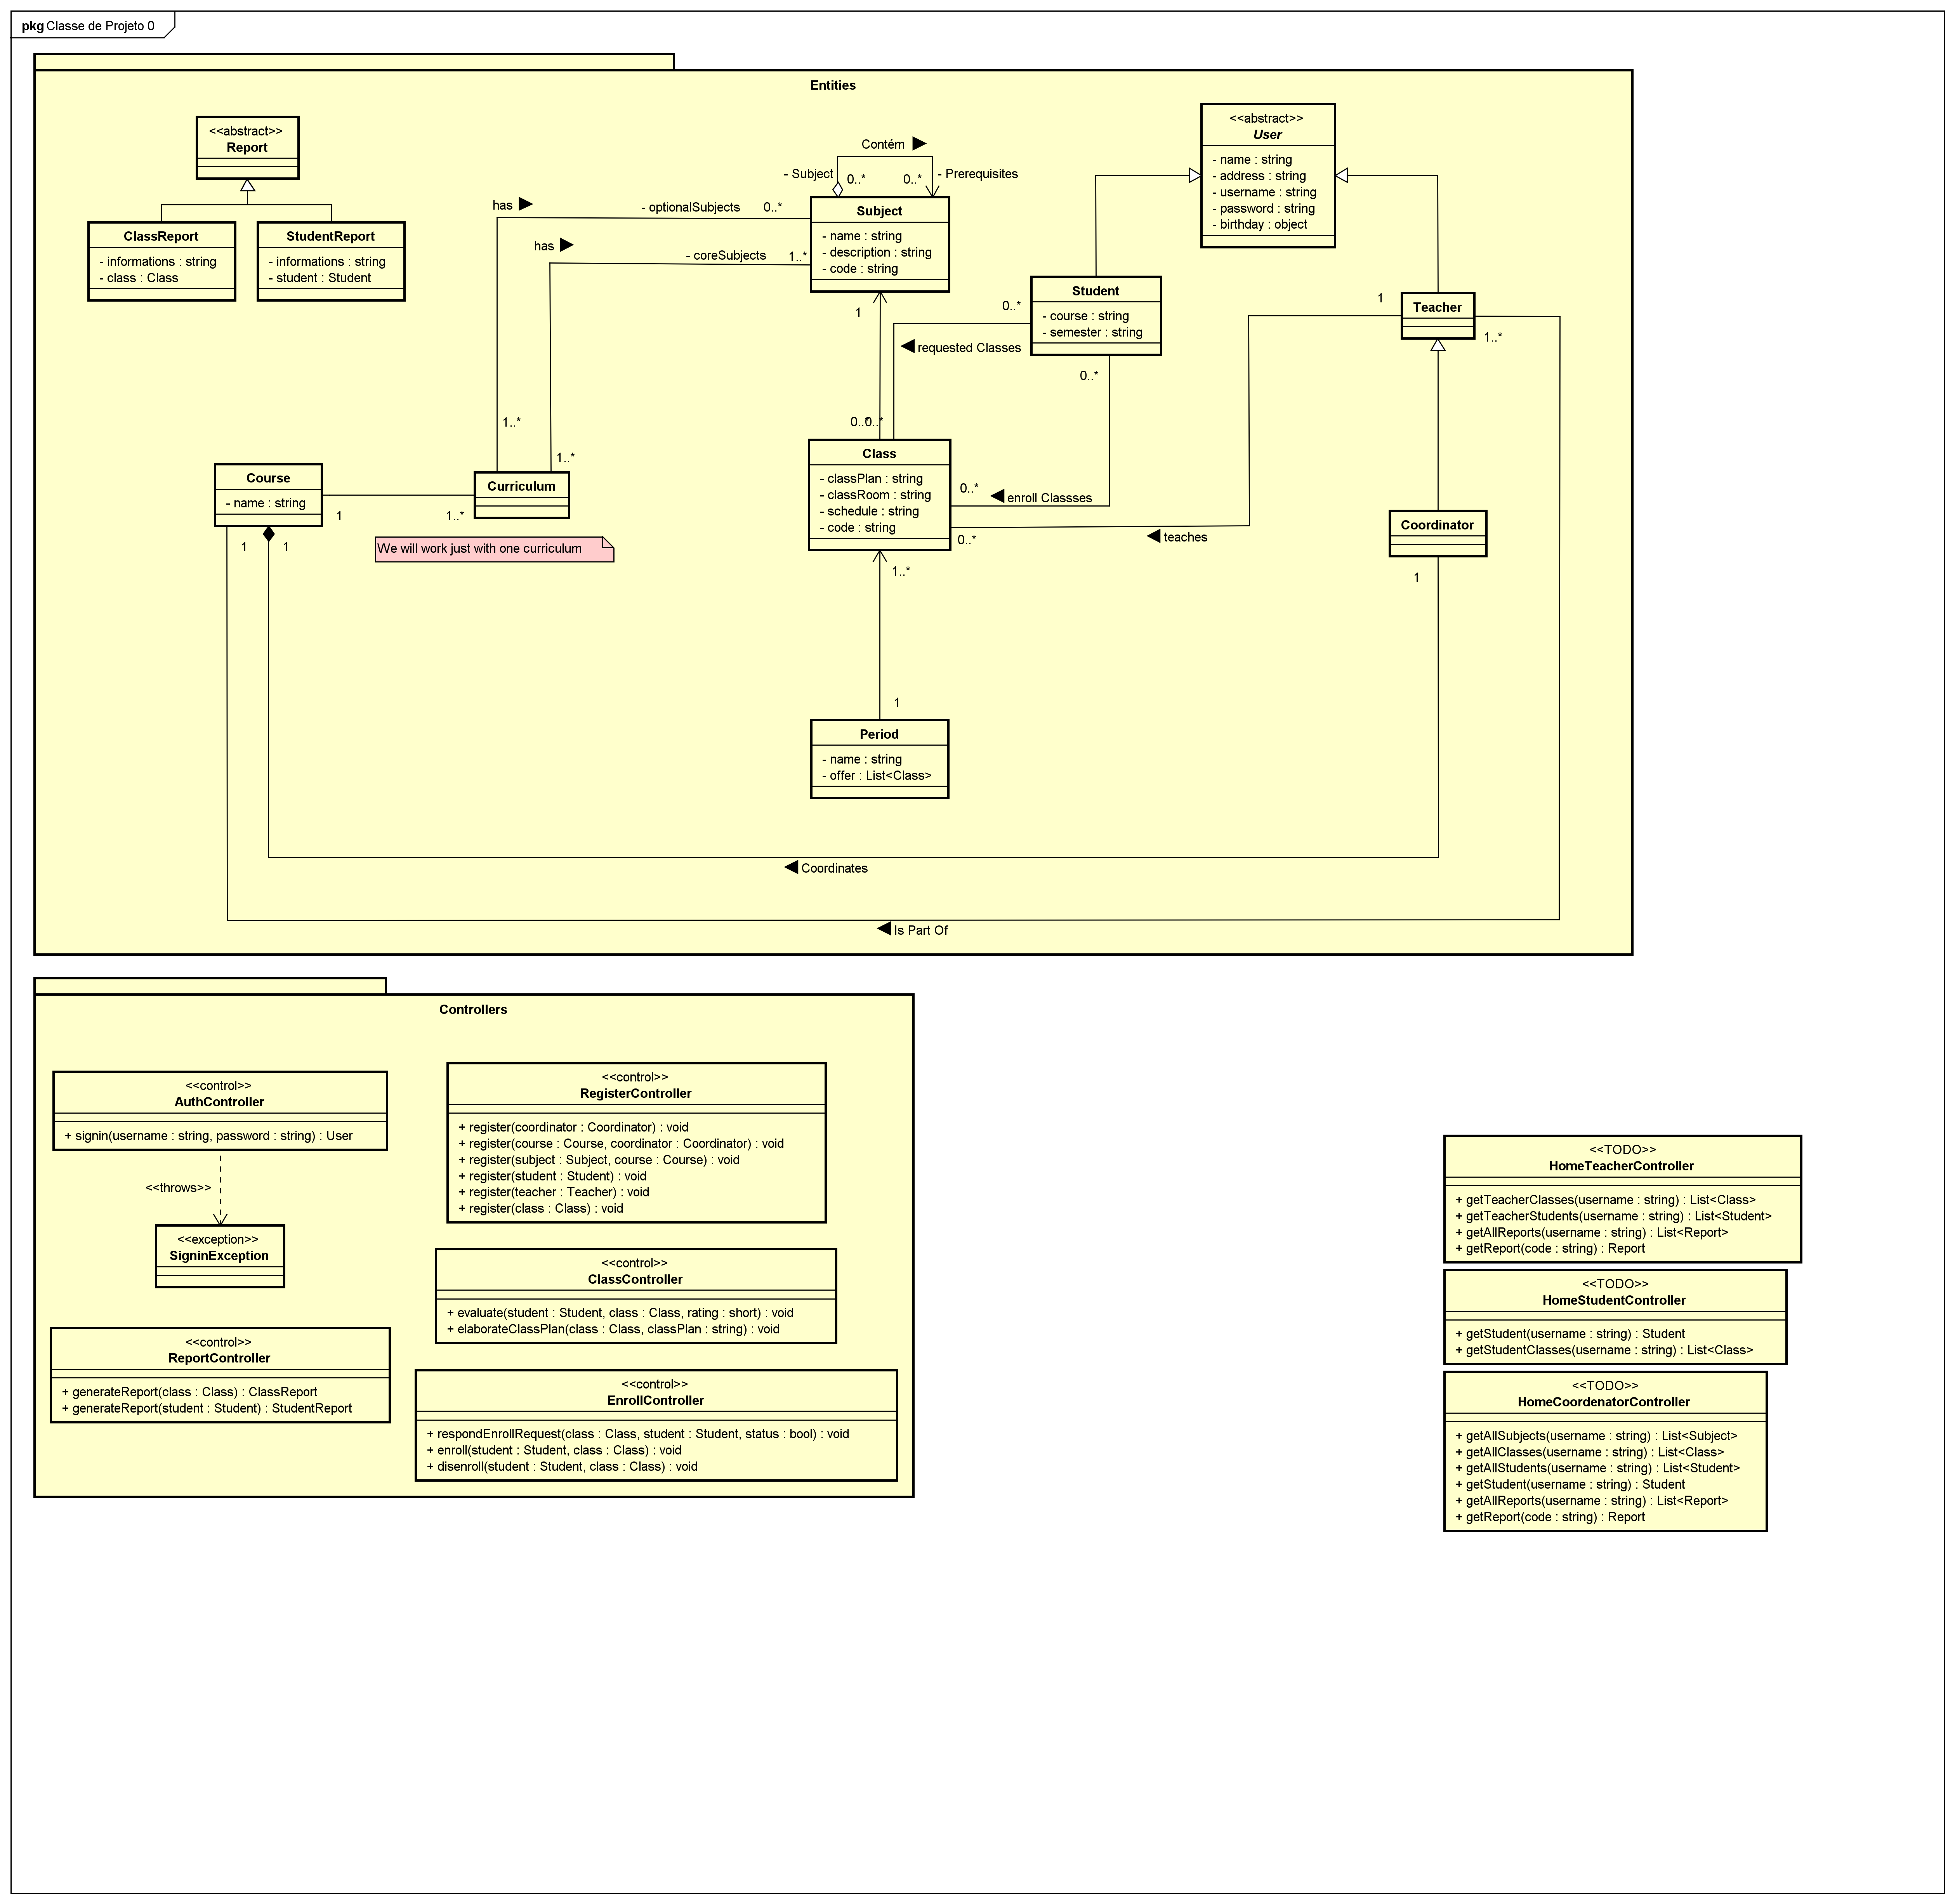 pkg Classe de Projeto 0
Entities
<<abstract>>
Report
ClassReport
- informations : string
- class : Class
StudentReport
- informations : string
- student : Student
Contém
- Subject
0..*
0..*
- Prerequisites
Subject
- name : string
- description : string
- code : string
has
- optionalSubjects
0..*
has
- coreSubjects
1..*
<<abstract>>
User
- name : string
- address : string
- username : string
- password : string
- birthday : object
Student
- course : string
- semester : string
0..*
requested Classes
0..*
1
1
Teacher
1..*
1..*
1..*
0..*
0..*
Course
- name : string
1
1..*
Curriculum
1
1
We will work just with one curriculum
Class
- classPlan : string
- classRoom : string
- schedule : string
- code : string
0..*
enroll Classses
0..*
teaches
1..*
Coordinator
1
1
Period
- name : string
- offer : List<Class>
Coordinates
Is Part Of
Controllers
<<control>>
AuthController
+ signin(username : string, password : string) : User
<<throws>>
<<exception>>
SigninException
<<control>>
ReportController
+ generateReport(class : Class) : ClassReport
+ generateReport(student : Student) : StudentReport
<<control>>
RegisterController
+ register(coordinator : Coordinator) : void
+ register(course : Course, coordinator : Coordinator) : void
+ register(subject : Subject, course : Course) : void
+ register(student : Student) : void
+ register(teacher : Teacher) : void
+ register(class : Class) : void
<<control>>
ClassController
+ evaluate(student : Student, class : Class, rating : short) : void
+ elaborateClassPlan(class : Class, classPlan : string) : void
<<control>>
EnrollController
+ respondEnrollRequest(class : Class, student : Student, status : bool) : void
+ enroll(student : Student, class : Class) : void
+ disenroll(student : Student, class : Class) : void
<<TODO>>
HomeTeacherController
+ getTeacherClasses(username : string) : List<Class>
+ getTeacherStudents(username : string) : List<Student>
+ getAllReports(username : string) : List<Report>
+ getReport(code : string) : Report
<<TODO>>
HomeStudentController
+ getStudent(username : string) : Student
+ getStudentClasses(username : string) : List<Class>
<<TODO>>
HomeCoordenatorController
+ getAllSubjects(username : string) : List<Subject>
+ getAllClasses(username : string) : List<Class>
+ getAllStudents(username : string) : List<Student>
+ getStudent(username : string) : Student
+ getAllReports(username : string) : List<Report>
+ getReport(code : string) : Report